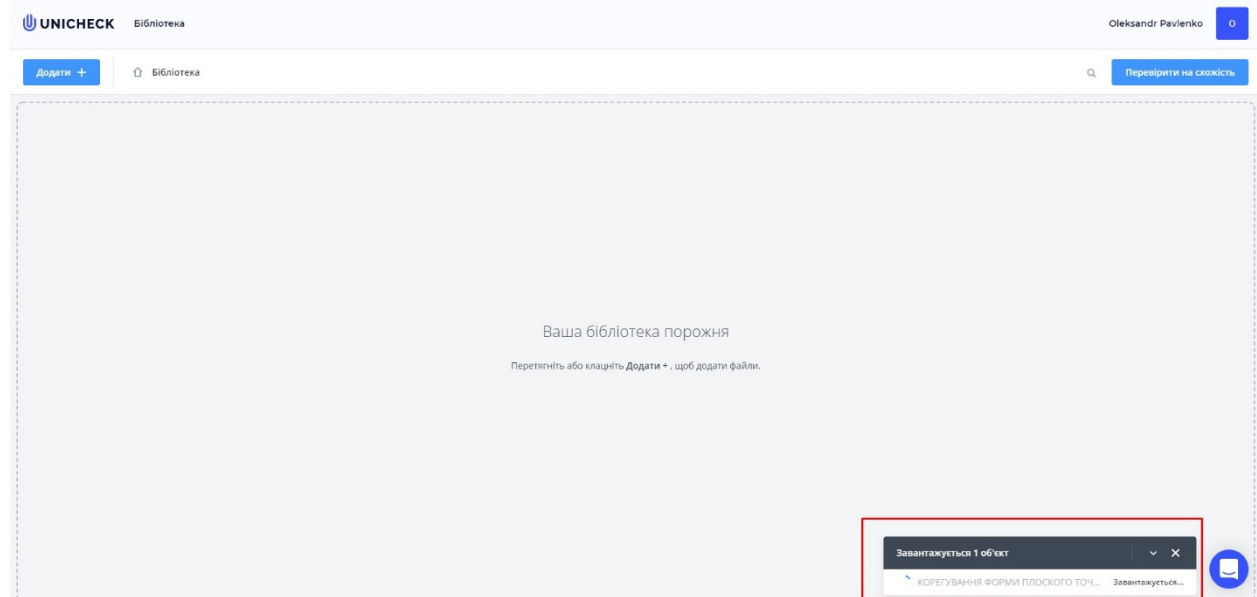 UNICHECK Бібліотека Oleksandr Pavlenko O
Додати + Бібліотека Перевірити на схожість
Ваша бібліотека порожня
Перетягніть або клацніть Додати + , щоб додати файли.
Завантажується 1 об'єкт
КОРЕГУВАННЯ ФОРМИ ПЛОСКОГО ТОЧ... Завантажується...